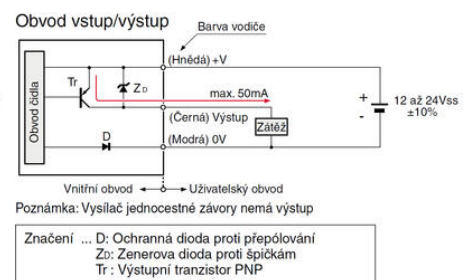 Obvod vstup/výstup
Barva vodiče
(Hnědá) +V
Tr
ZD
max. 50mA
+
12 až 24Vss
±10%
-
Obvod čidla
(Černá) Výstup
Zátěž
D
(Modrá) 0V
Vnitřní obvod
Uživatelský obvod
Poznámka: Vysílač jednocestné závory nemá výstup
Značení ... D: Ochranná dioda proti přepólování
ZD: Zenerova dioda proti špičkám
Tr : Výstupní tranzistor PNP